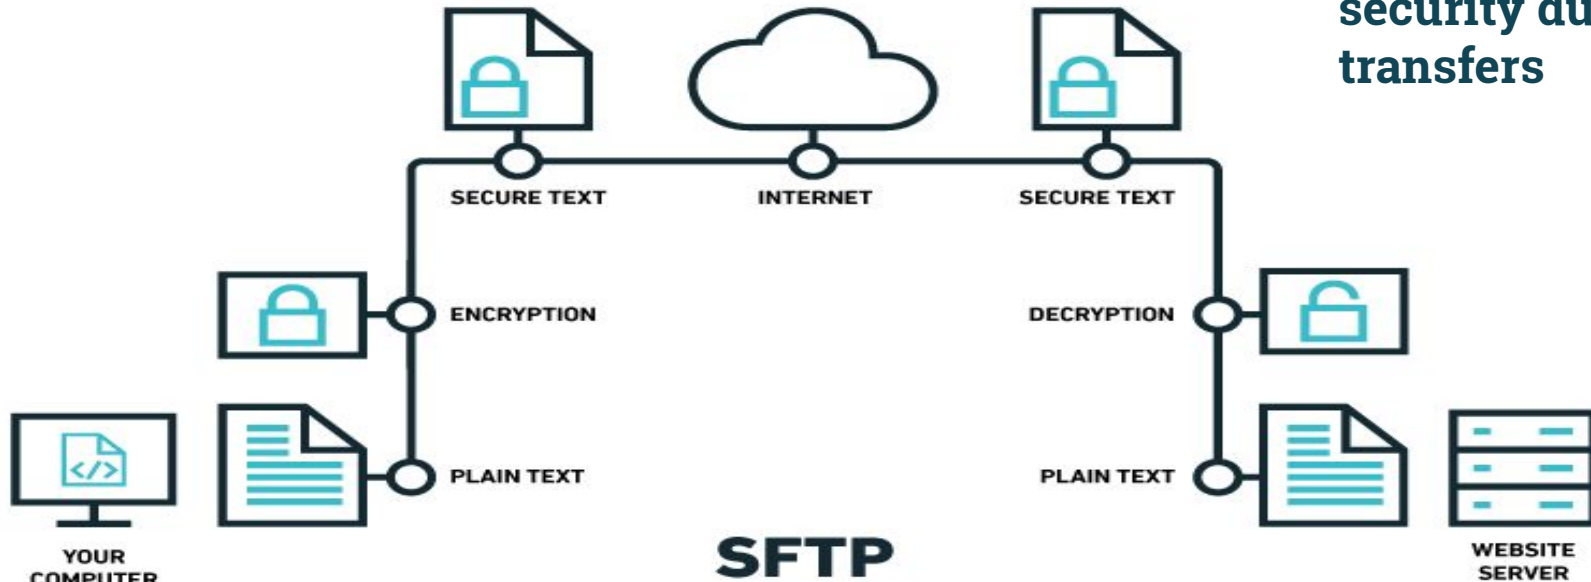 security du
transfers
SECURE TEXT
INTERNET
SECURE TEXT
ENCRYPTION
DECRYPTION
PLAIN TEXT
PLAIN TEXT
</>
YOUR
COMPUTER
SFTP
WEBSITE
SERVER